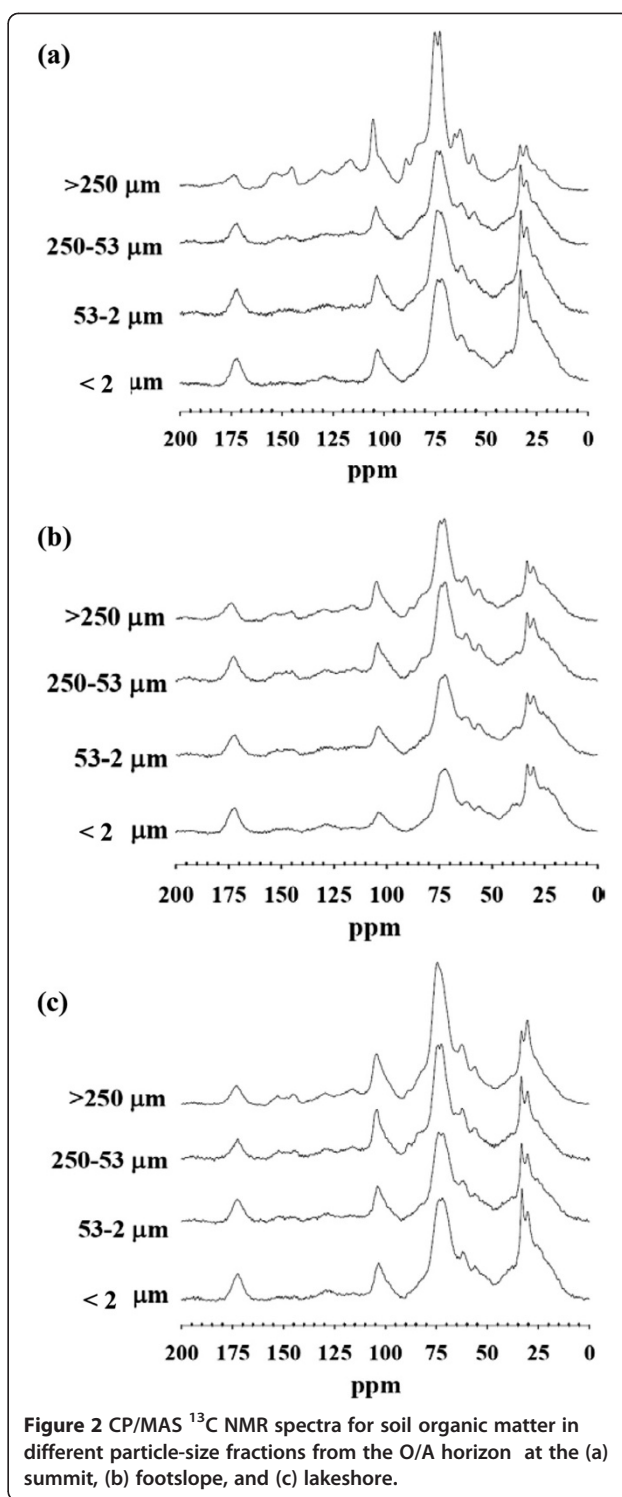 (a)
>250 μm
250-53 μm
53-2 μm
< 2 μm
200 175 150 125 100 75 50 25 0
ppm
(b)
>250 μm
250-53 μm
53-2 μm
< 2 μm
200 175 150 125 100 75 50 25 0
ppm
(c)
>250 μm
250-53 μm
53-2 μm
< 2 μm
200 175 150 125 100 75 50 25 0
ppm
Figure 2 CP/MAS ¹³C NMR spectra for soil organic matter in
different particle-size fractions from the O/A horizon at the (a)
summit, (b) footslope, and (c) lakeshore.